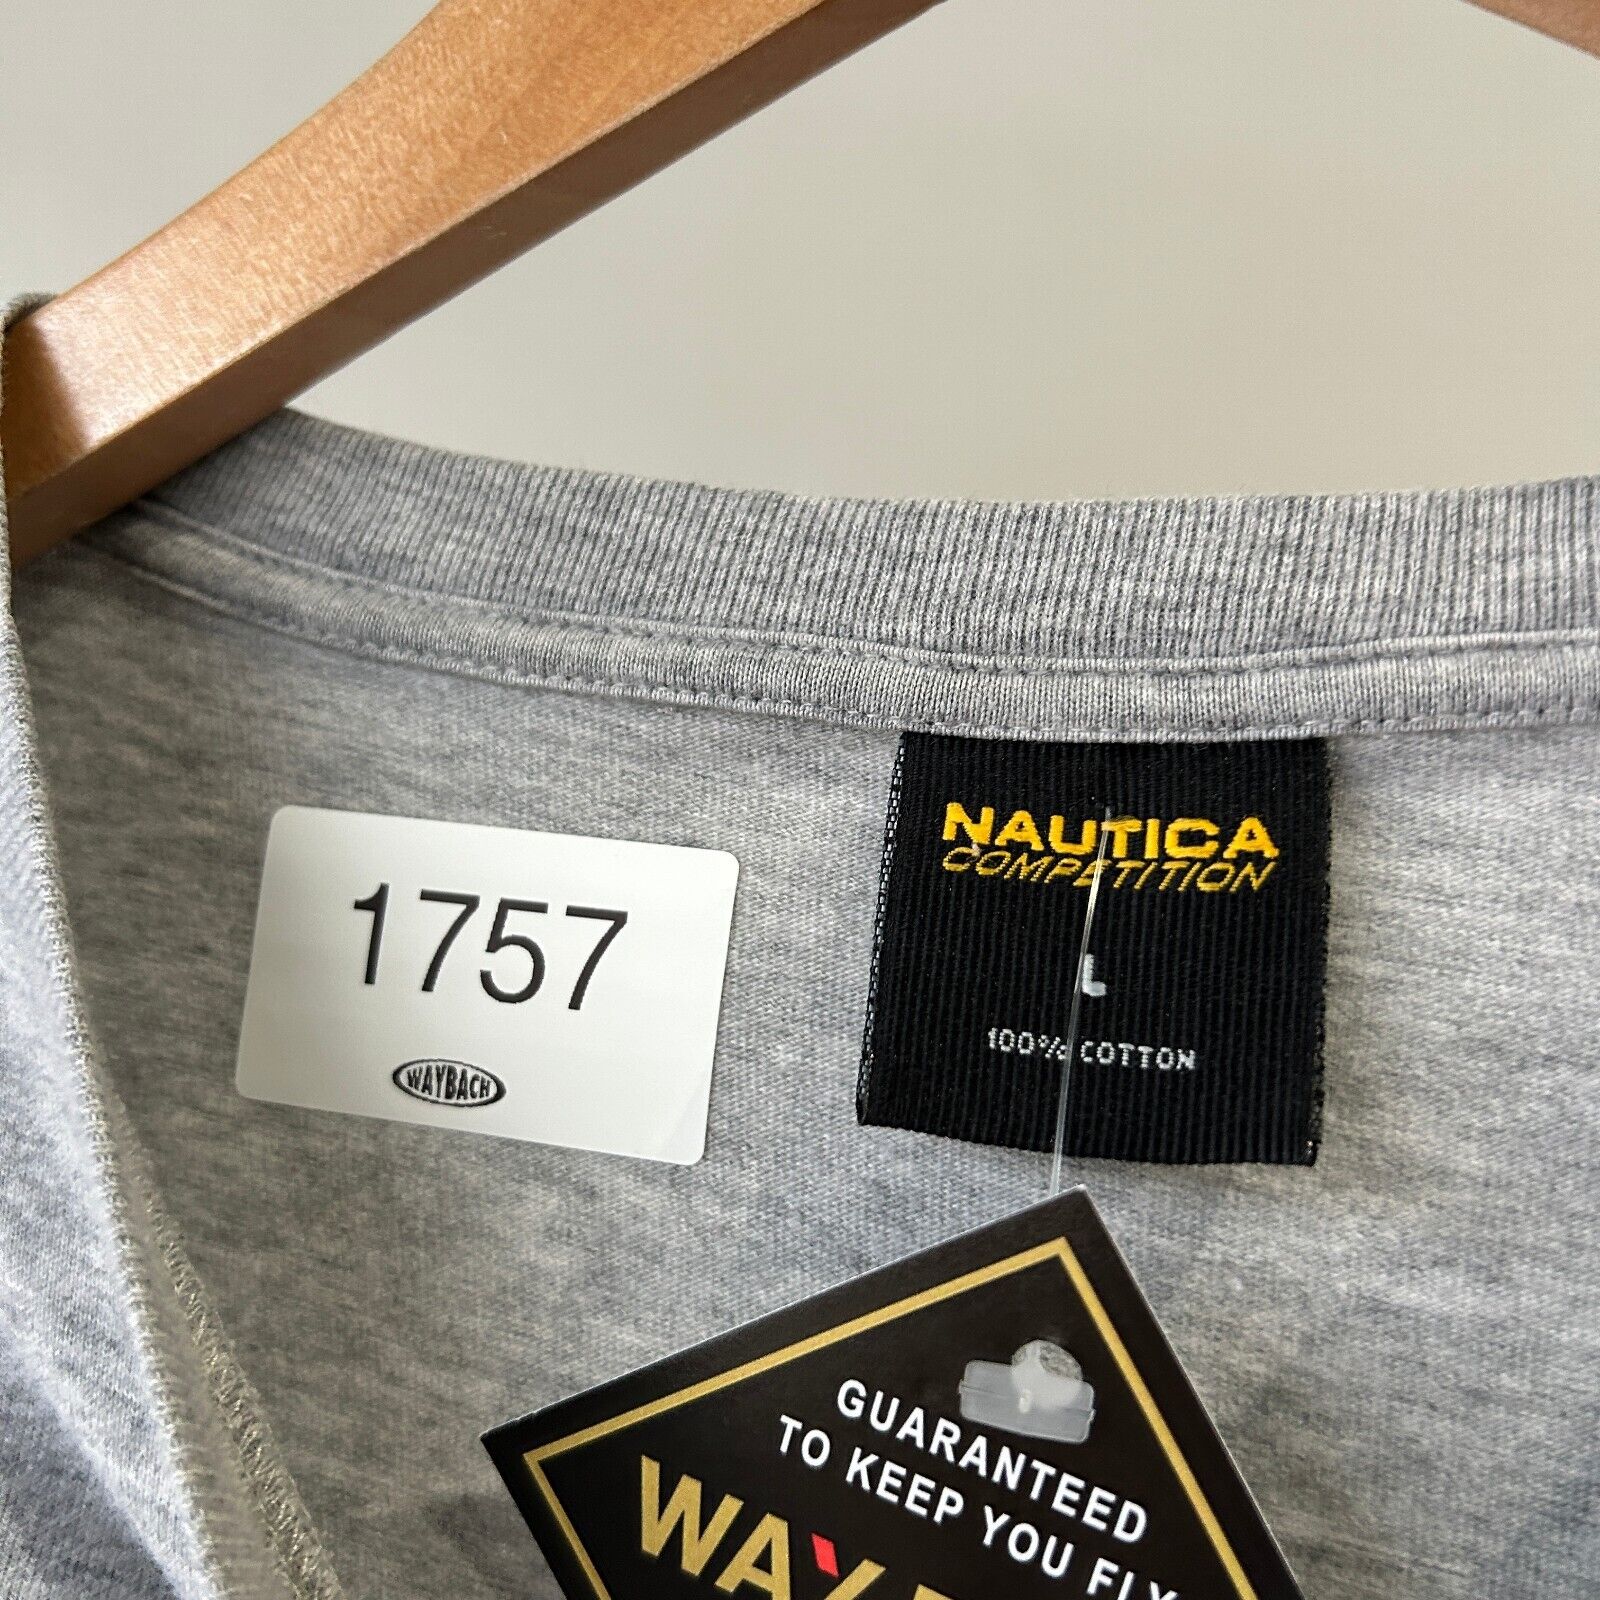 1757
WAYBACH
NAUTICA
COMPETITION
L
100% COTTON
GUARANTEED
TO KEEP YOU FLY